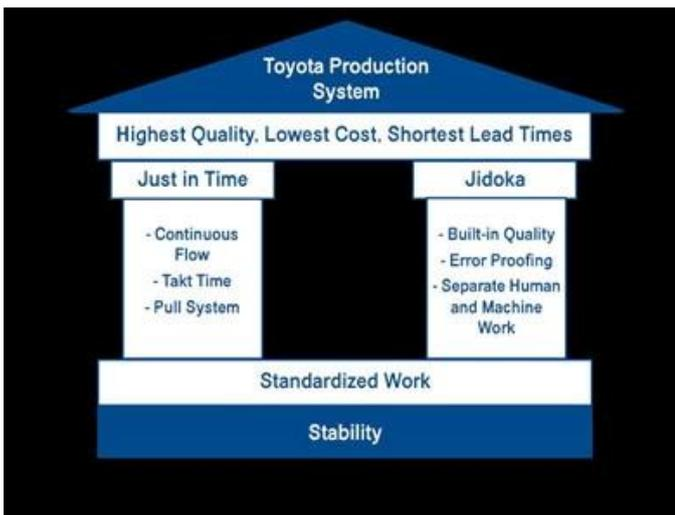 Toyota Production
System
Highest Quality, Lowest Cost, Shortest Lead Times
Just in Time
- Continuous
Flow
- Takt Time
- Pull System
Jidoka
- Built-in Quality
- Error Proofing
- Separate Human
and Machine
Work
Standardized Work
Stability